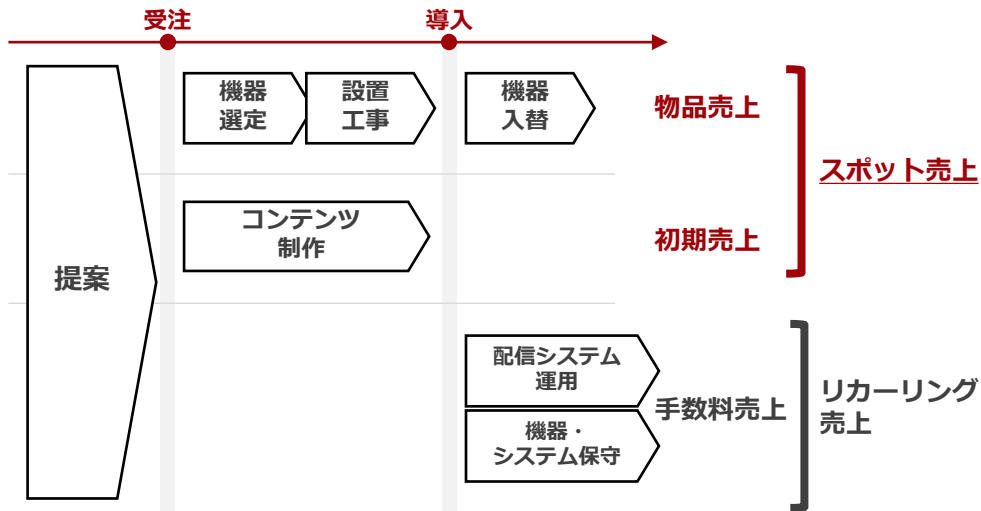 受注
導入
機器
選定
設置
工事
機器
入替
物品売上
スポット売上
コンテンツ
制作
初期売上
提案
配信システム
運用
手数料売上
リカーリング
売上
機器・
システム保守